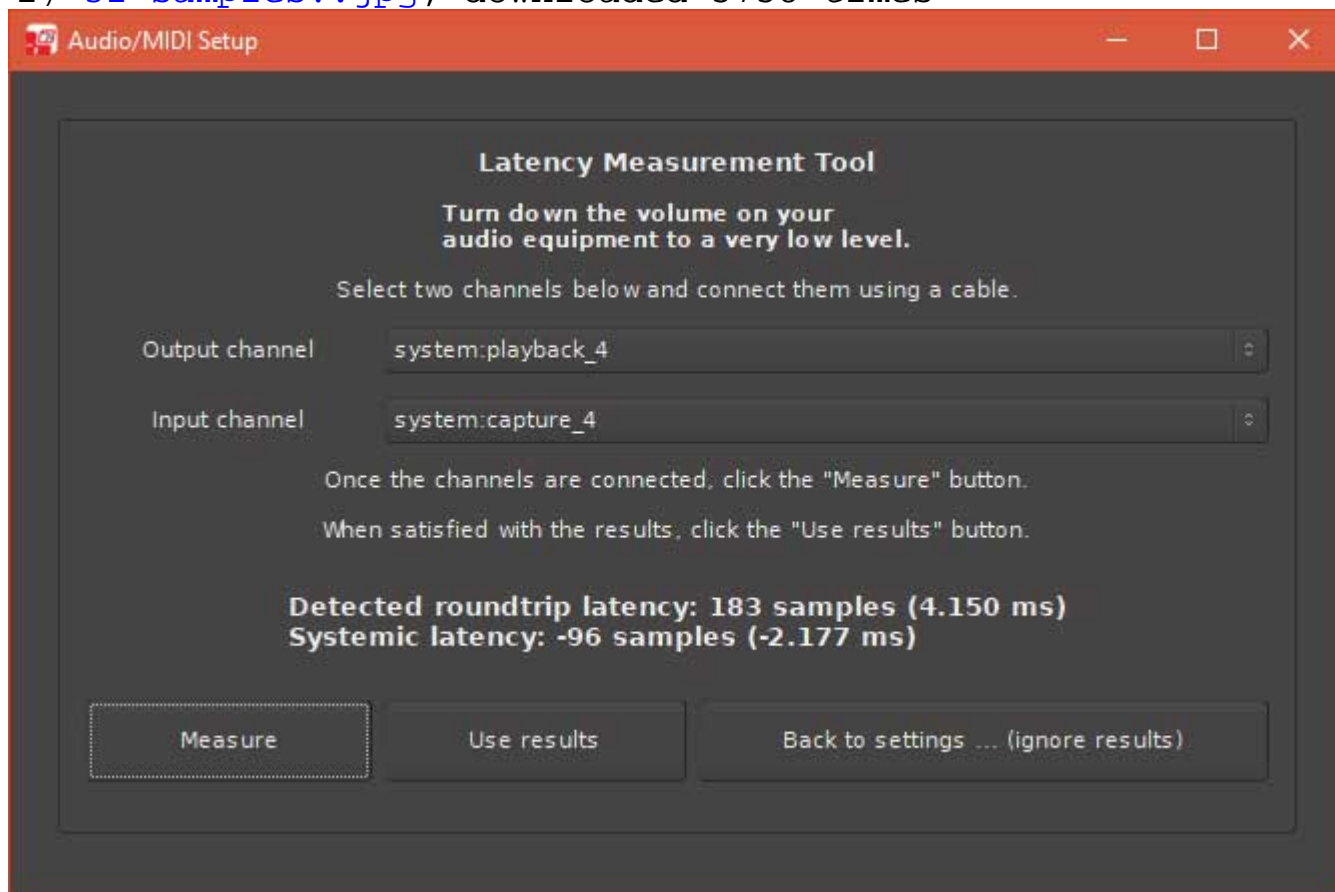 Audio/MIDI Setup
Latency Measurement Tool
Turn down the volume on your
audio equipment to a very low level.
Select two channels below and connect them using a cable.
Output channel system:playback_4
Input channel system:capture_4
Once the channels are connected, click the "Measure" button.
When satisfied with the results, click the "Use results" button.
Detected roundtrip latency: 183 samples (4.150 ms)
Systemic latency: -96 samples (-2.177 ms)
Measure Use results Back to settings ... (ignore results)